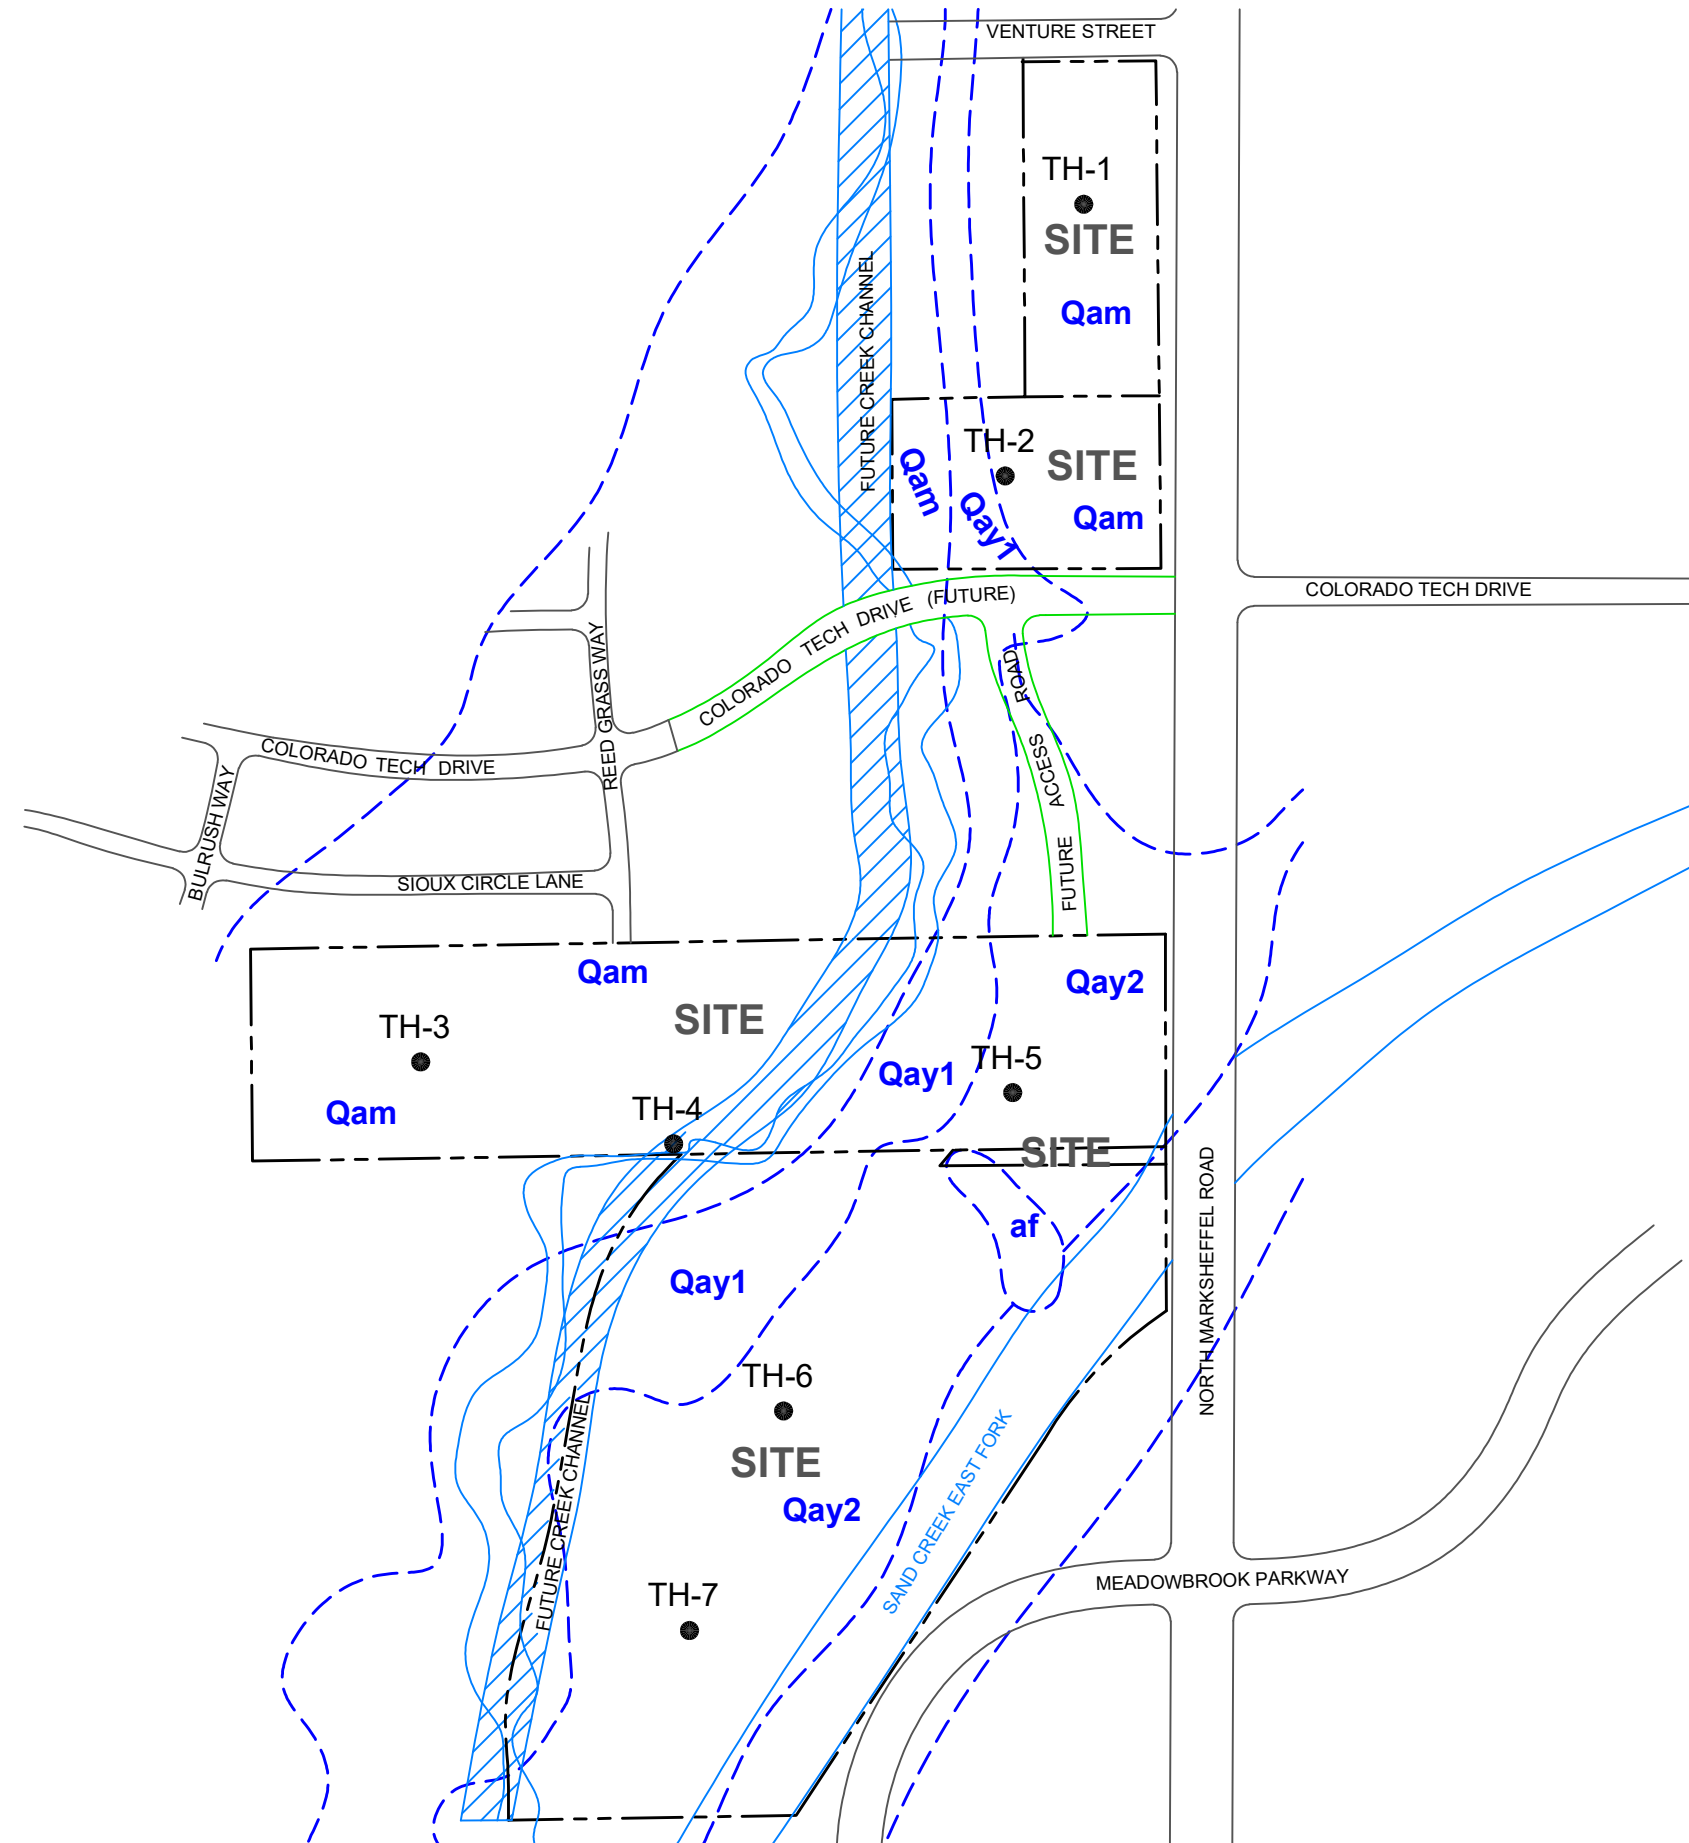 VENTURE STREET
TH-1
SITE
Qam
FUTURE CREEK CHANNEL
TH-2
SITE
Qam
Qay1
Qam
COLORADO TECH DRIVE (FUTURE)
COLORADO TECH DRIVE
REED GRASS WAY
FUTURE ACCESS ROAD
COLORADO TECH DRIVE
BULRUSH WAY
SIOUX CIRCLE LANE
Qam
Qay2
SITE
TH-3
TH-5
Qay1
Qam
TH-4
SITE
NORTH MARKSHEFFEL ROAD
af
Qay1
TH-6
SITE
FUTURE CREEK CHANNEL
Qay2
SAND CREEK EAST FORK
MEADOWBROOK PARKWAY
TH-7